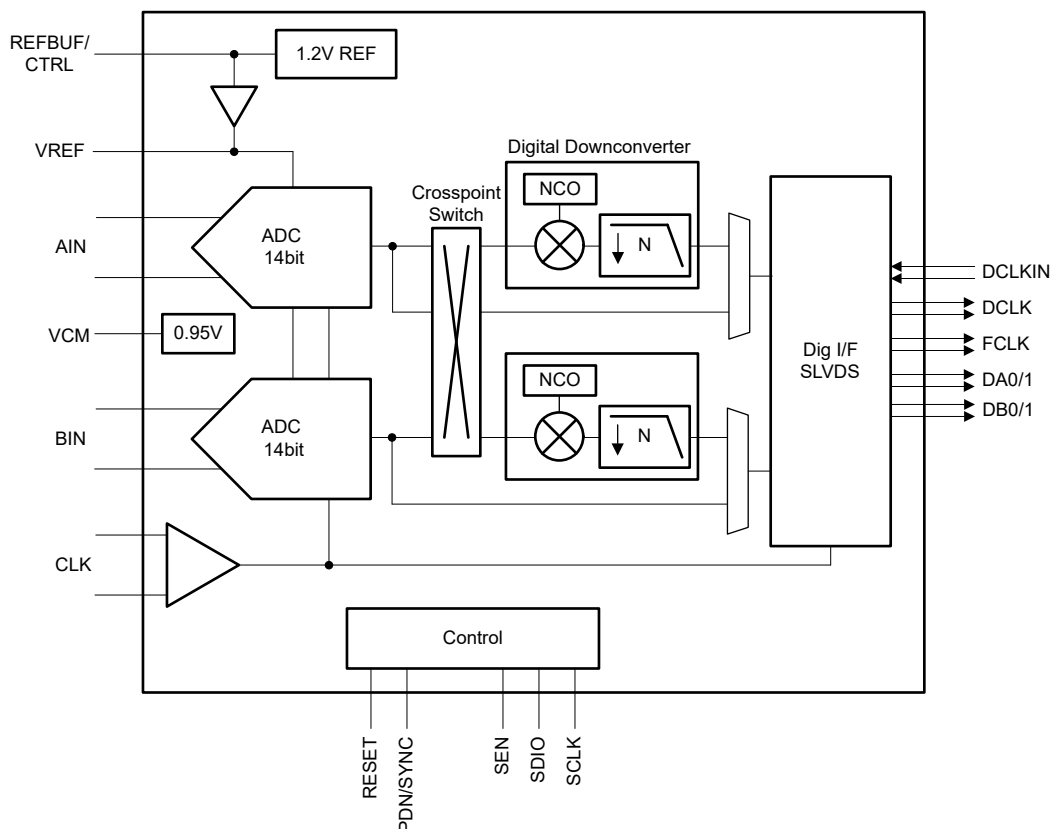 REFBUF/
CTRL
1.2V REF
VREF
Digital Downconverter
NCO
Crosspoint
Switch
ADC
14bit
N
AIN
DCLKIN
DCLK
VCM
0.95V
Dig I/F
SLVDS
FCLK
NCO
DA0/1
DB0/1
ADC
14bit
N
BIN
CLK
Control
RESET
PDN/SYNC
SEN
SDIO
SCLK